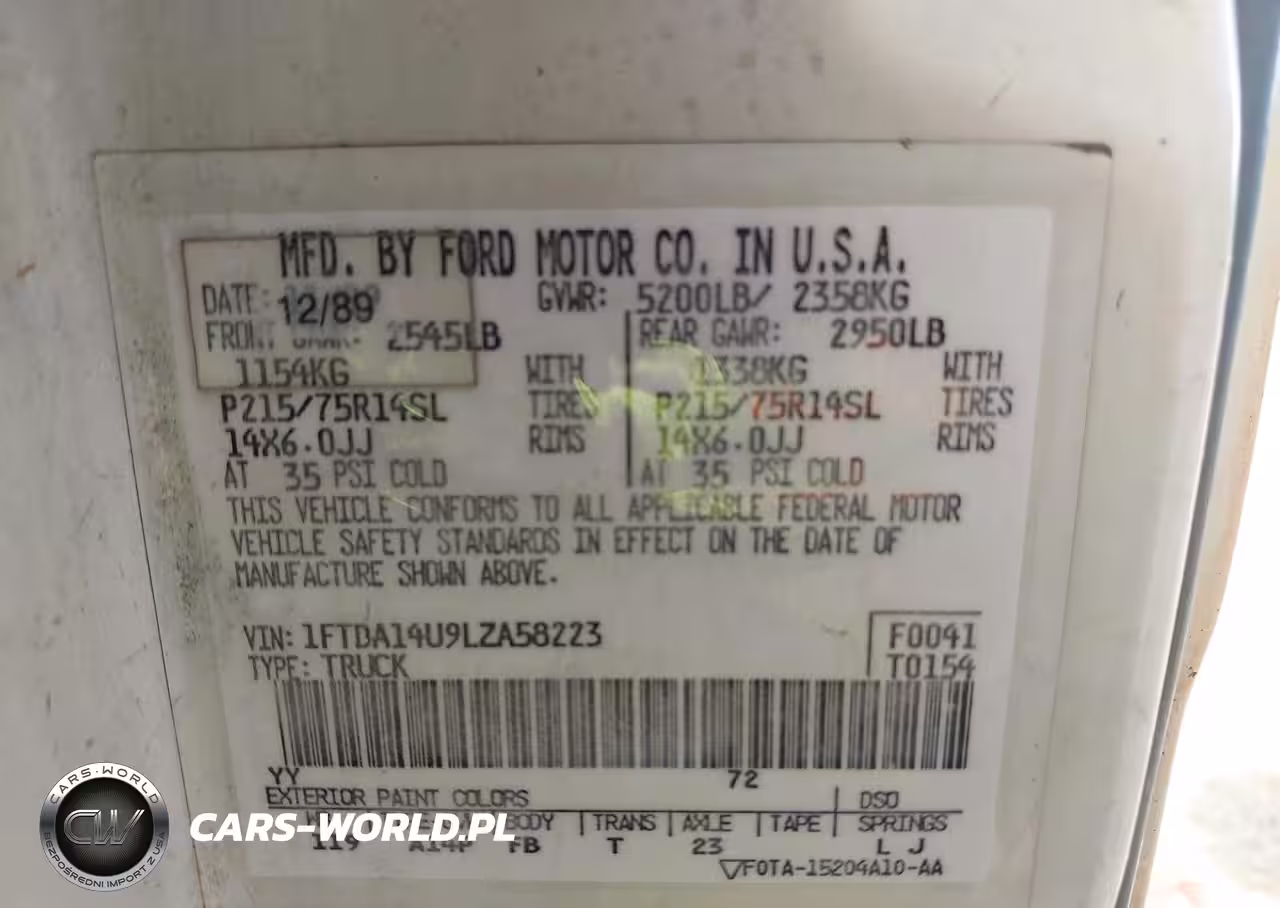 MFD. BY FORD MOTOR CO. IN U.S.A.
DATE: 12/89 GVWR: 5200LB/ 2358KG
FRONT 2545LB REAR GAWR: 2950LB
1154KG WITH 1338KG WITH
P215/75R14SL TIRES P215/75R14SL TIRES
14X6.0JJ RIMS 14X6.0JJ RIMS
AT 35 PSI COLD AT 35 PSI COLD
THIS VEHICLE CONFORMS TO ALL APPLICABLE FEDERAL MOTOR
VEHICLE SAFETY STANDARDS IN EFFECT ON THE DATE OF
MANUFACTURE SHOWN ABOVE.
VIN: 1FTDA14U9LZA58223 F0041
TYPE: TRUCK T0154
YY 72
EXTERIOR PAINT COLORS DSO
BODY TRANS AXLE TAPE SPRINGS
119 A14P FB T 23 L J
F0TA-15204A10-AA
CARS-WORLD
CW
BEZPOŚREDNI IMPORT Z USA
CARS-WORLD.PL